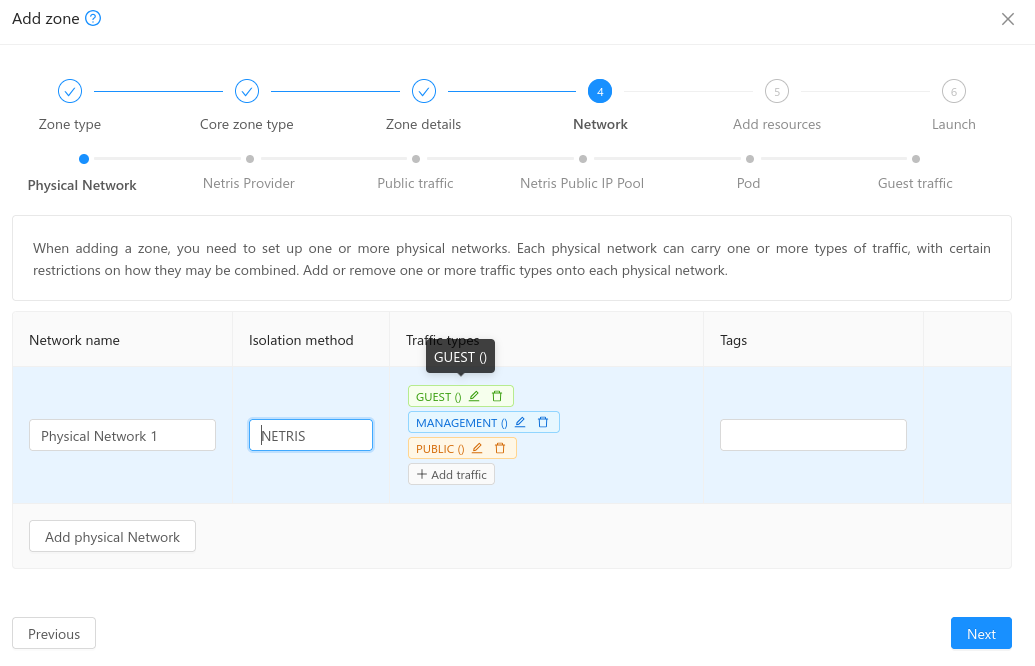 Add zone ?
Zone type
Core zone type
Zone details
4
Network
5
Add resources
6
Launch
Physical Network
Netris Provider
Public traffic
Netris Public IP Pool
Pod
Guest traffic
When adding a zone, you need to set up one or more physical networks. Each physical network can carry one or more types of traffic, with certain
restrictions on how they may be combined. Add or remove one or more traffic types onto each physical network.
Network name
Isolation method
Traffic types
Tags
GUEST ()
Physical Network 1
NETRIS
GUEST ()
MANAGEMENT ()
PUBLIC ()
+ Add traffic
Add physical Network
Previous
Next